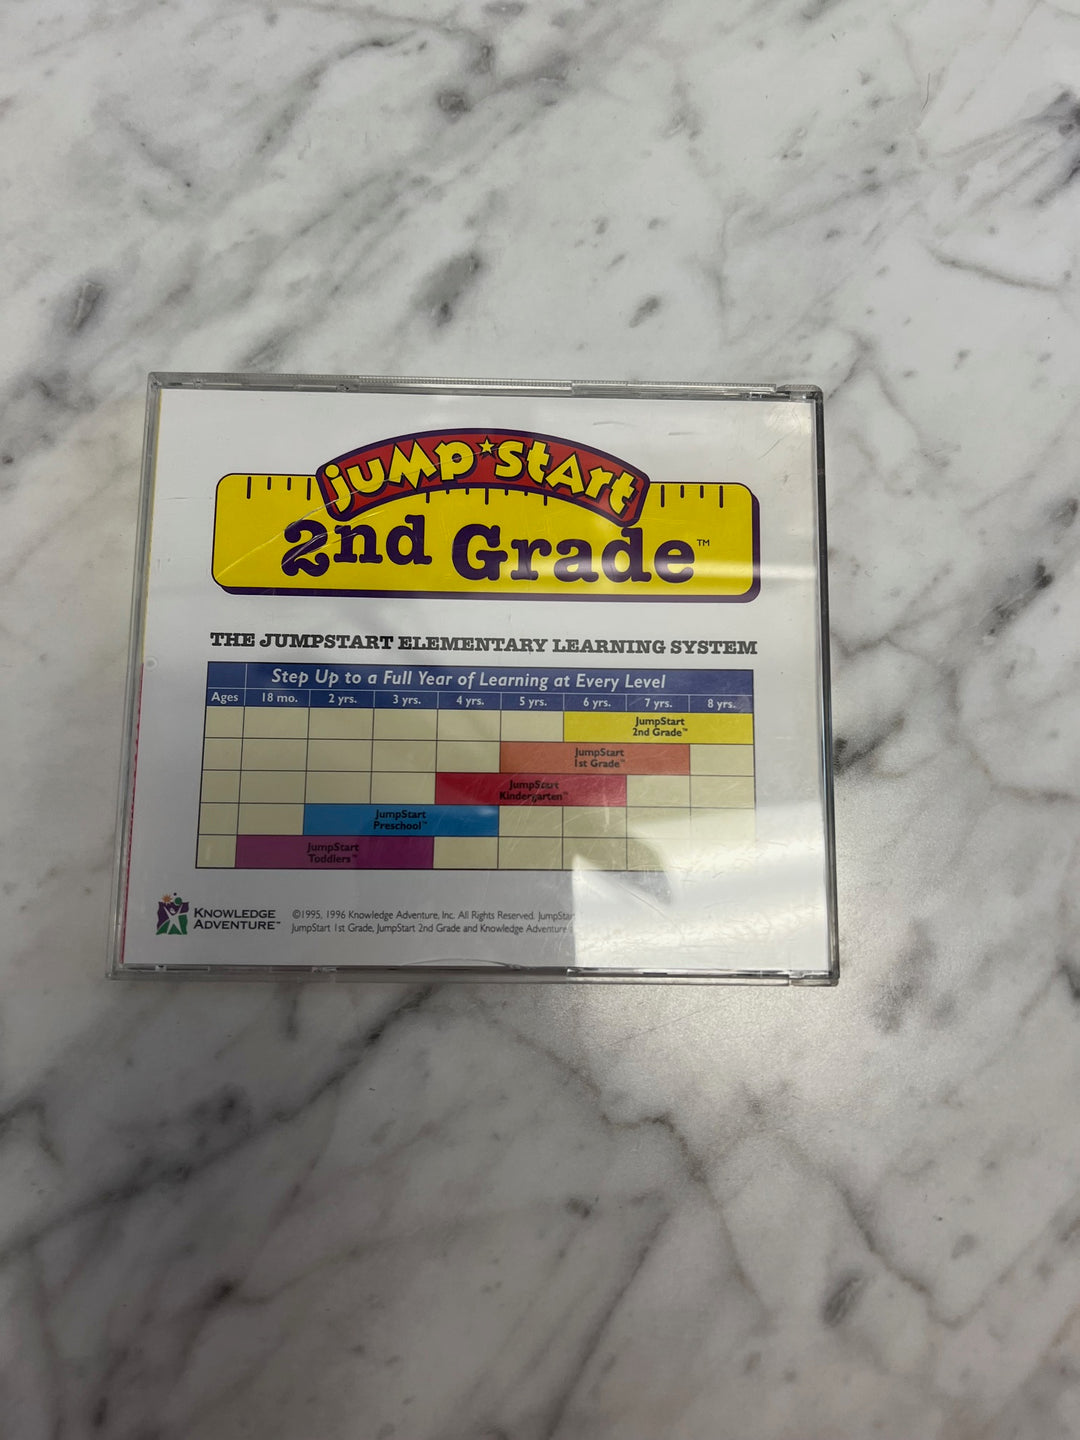 jump★start
2nd Grade™
THE JUMPSTART ELEMENTARY LEARNING SYSTEM
Step Up to a Full Year of Learning at Every Level
Ages 18 mo. 2 yrs. 3 yrs. 4 yrs. 5 yrs. 6 yrs. 7 yrs. 8 yrs.
JumpStart
2nd Grade™
JumpStart
1st Grade™
JumpStart
Kindergarten™
JumpStart
Preschool™
JumpStart
Toddlers™
KNOWLEDGE
ADVENTURE™
©1995, 1996 Knowledge Adventure, Inc. All Rights Reserved.
JumpStart 1st Grade, JumpStart 2nd Grade and Knowledge Adventure